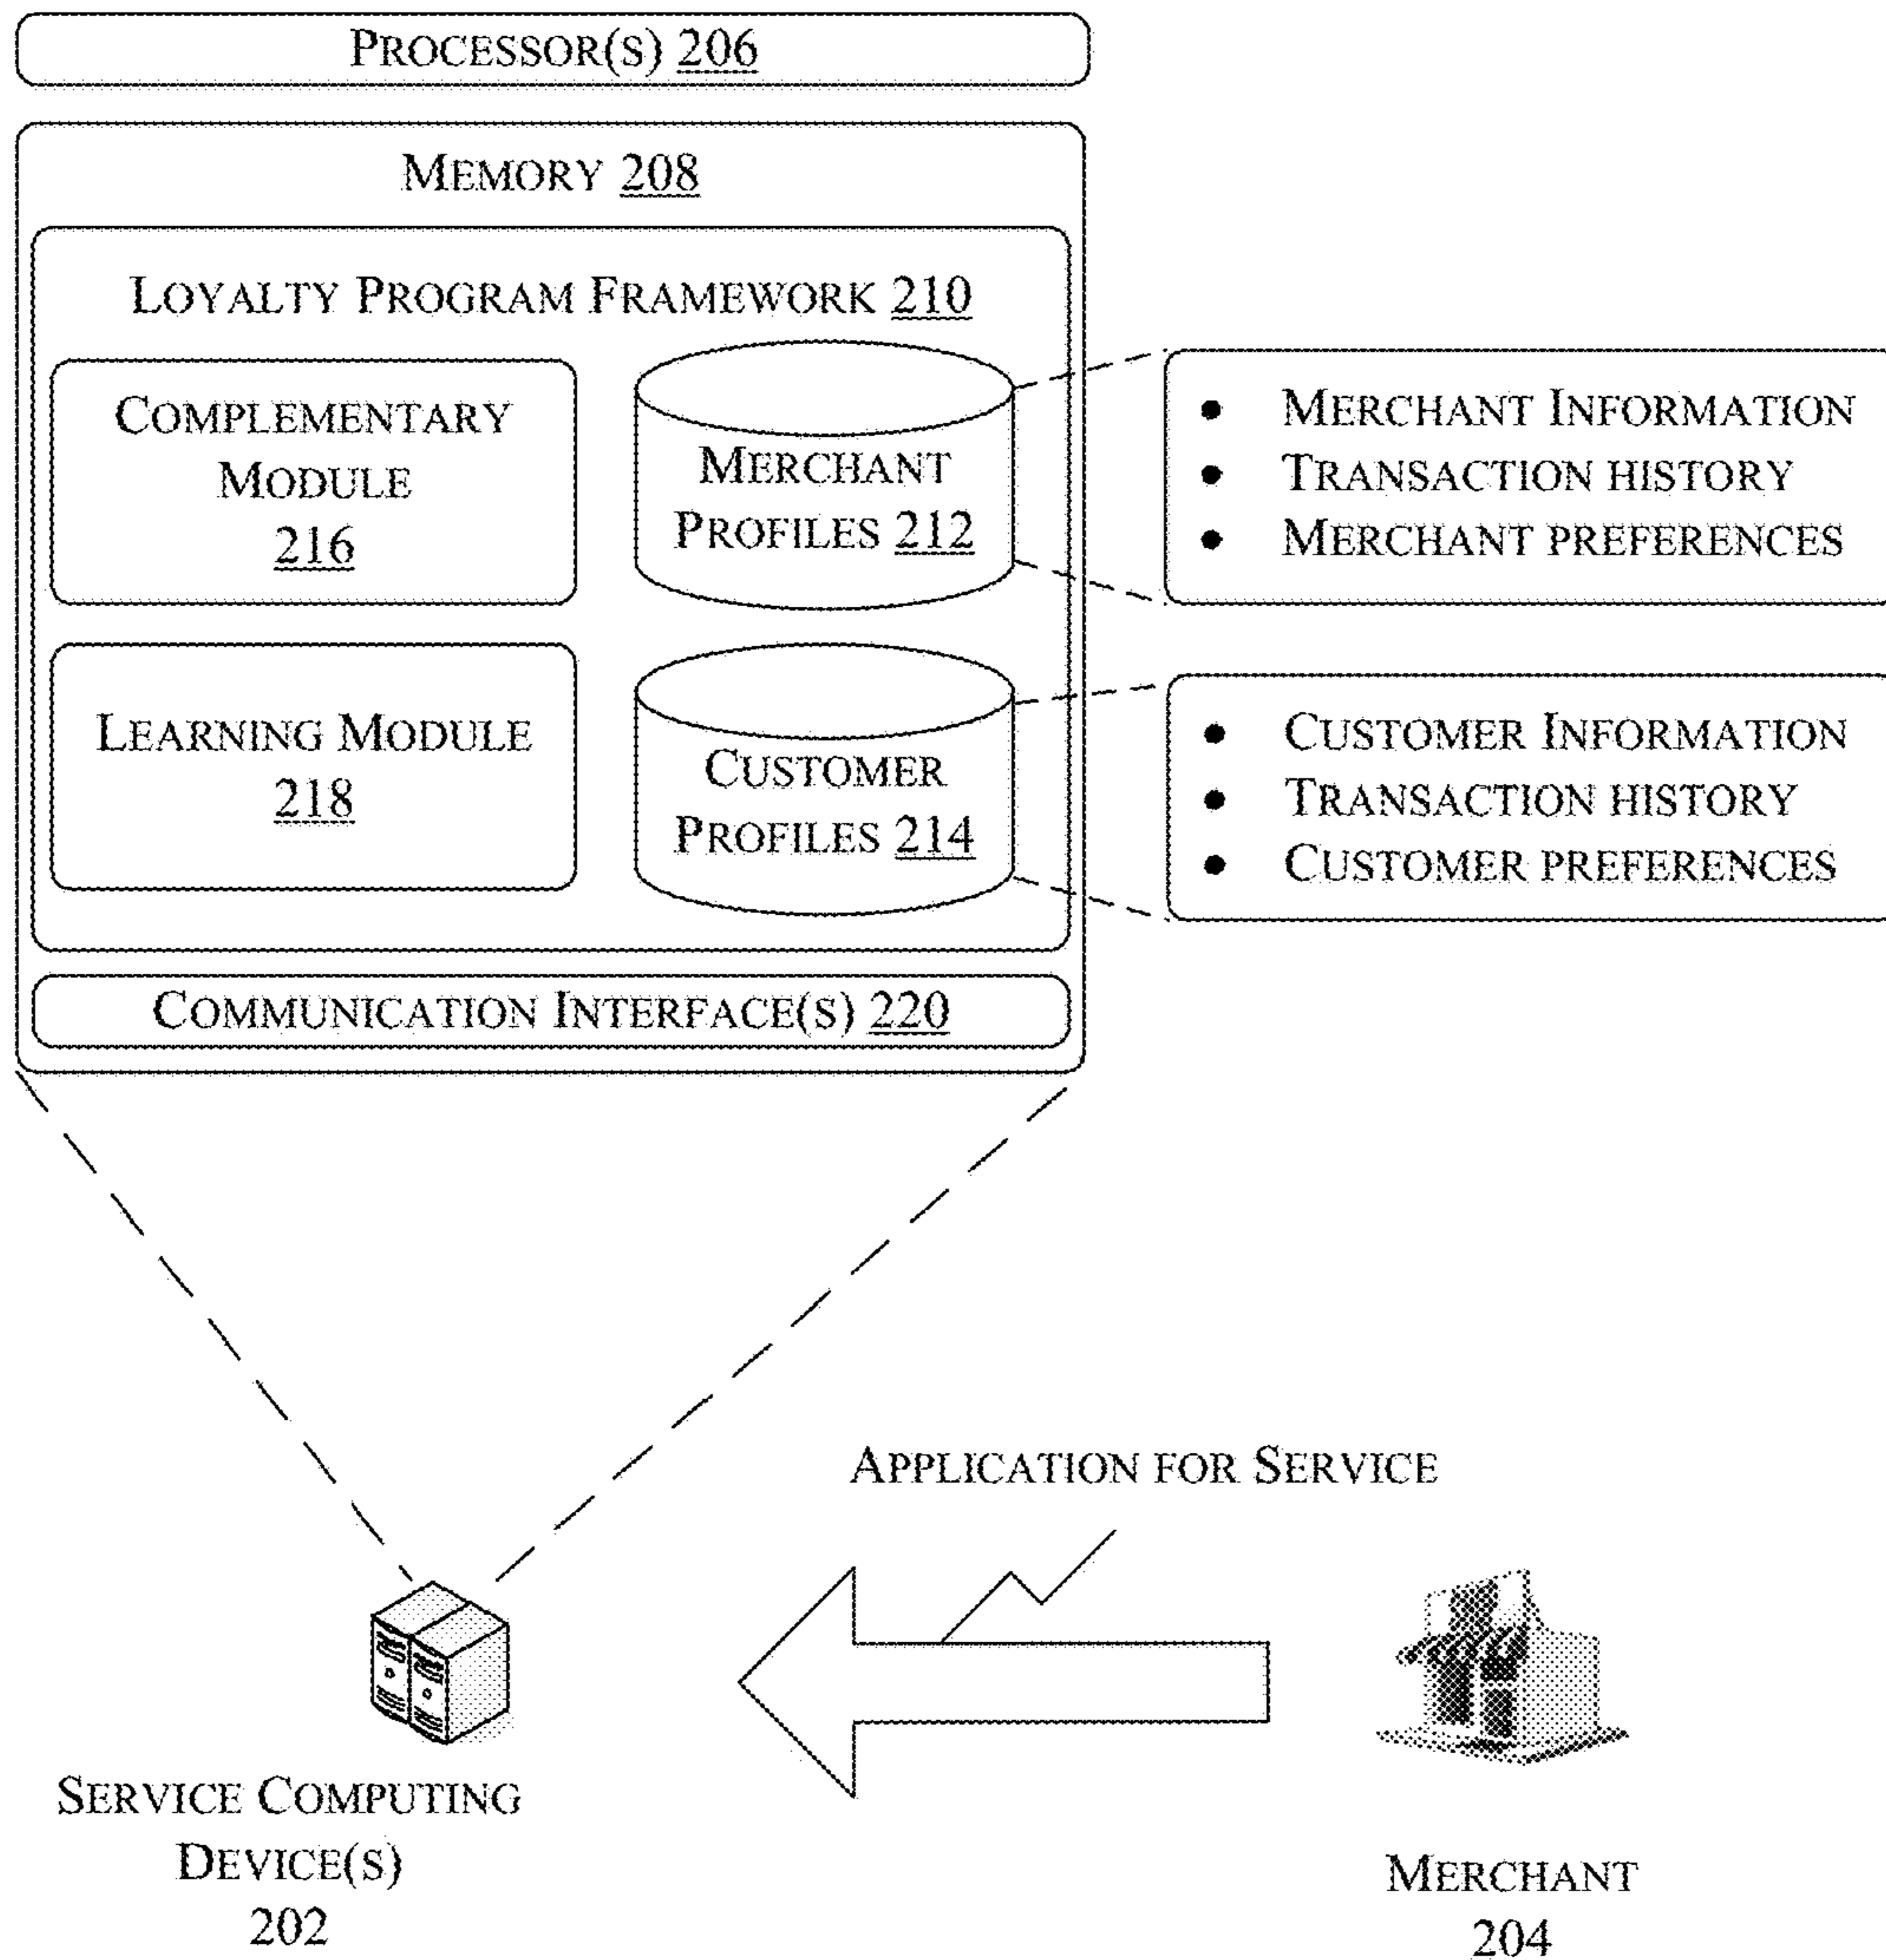 PROCESSOR(S) 206
MEMORY 208
LOYALTY PROGRAM FRAMEWORK 210
COMPLEMENTARY
MODULE
216
MERCHANT
PROFILES 212
• MERCHANT INFORMATION
• TRANSACTION HISTORY
• MERCHANT PREFERENCES
LEARNING MODULE
218
CUSTOMER
PROFILES 214
• CUSTOMER INFORMATION
• TRANSACTION HISTORY
• CUSTOMER PREFERENCES
COMMUNICATION INTERFACE(S) 220
APPLICATION FOR SERVICE
SERVICE COMPUTING
DEVICE(S)
202
MERCHANT
204